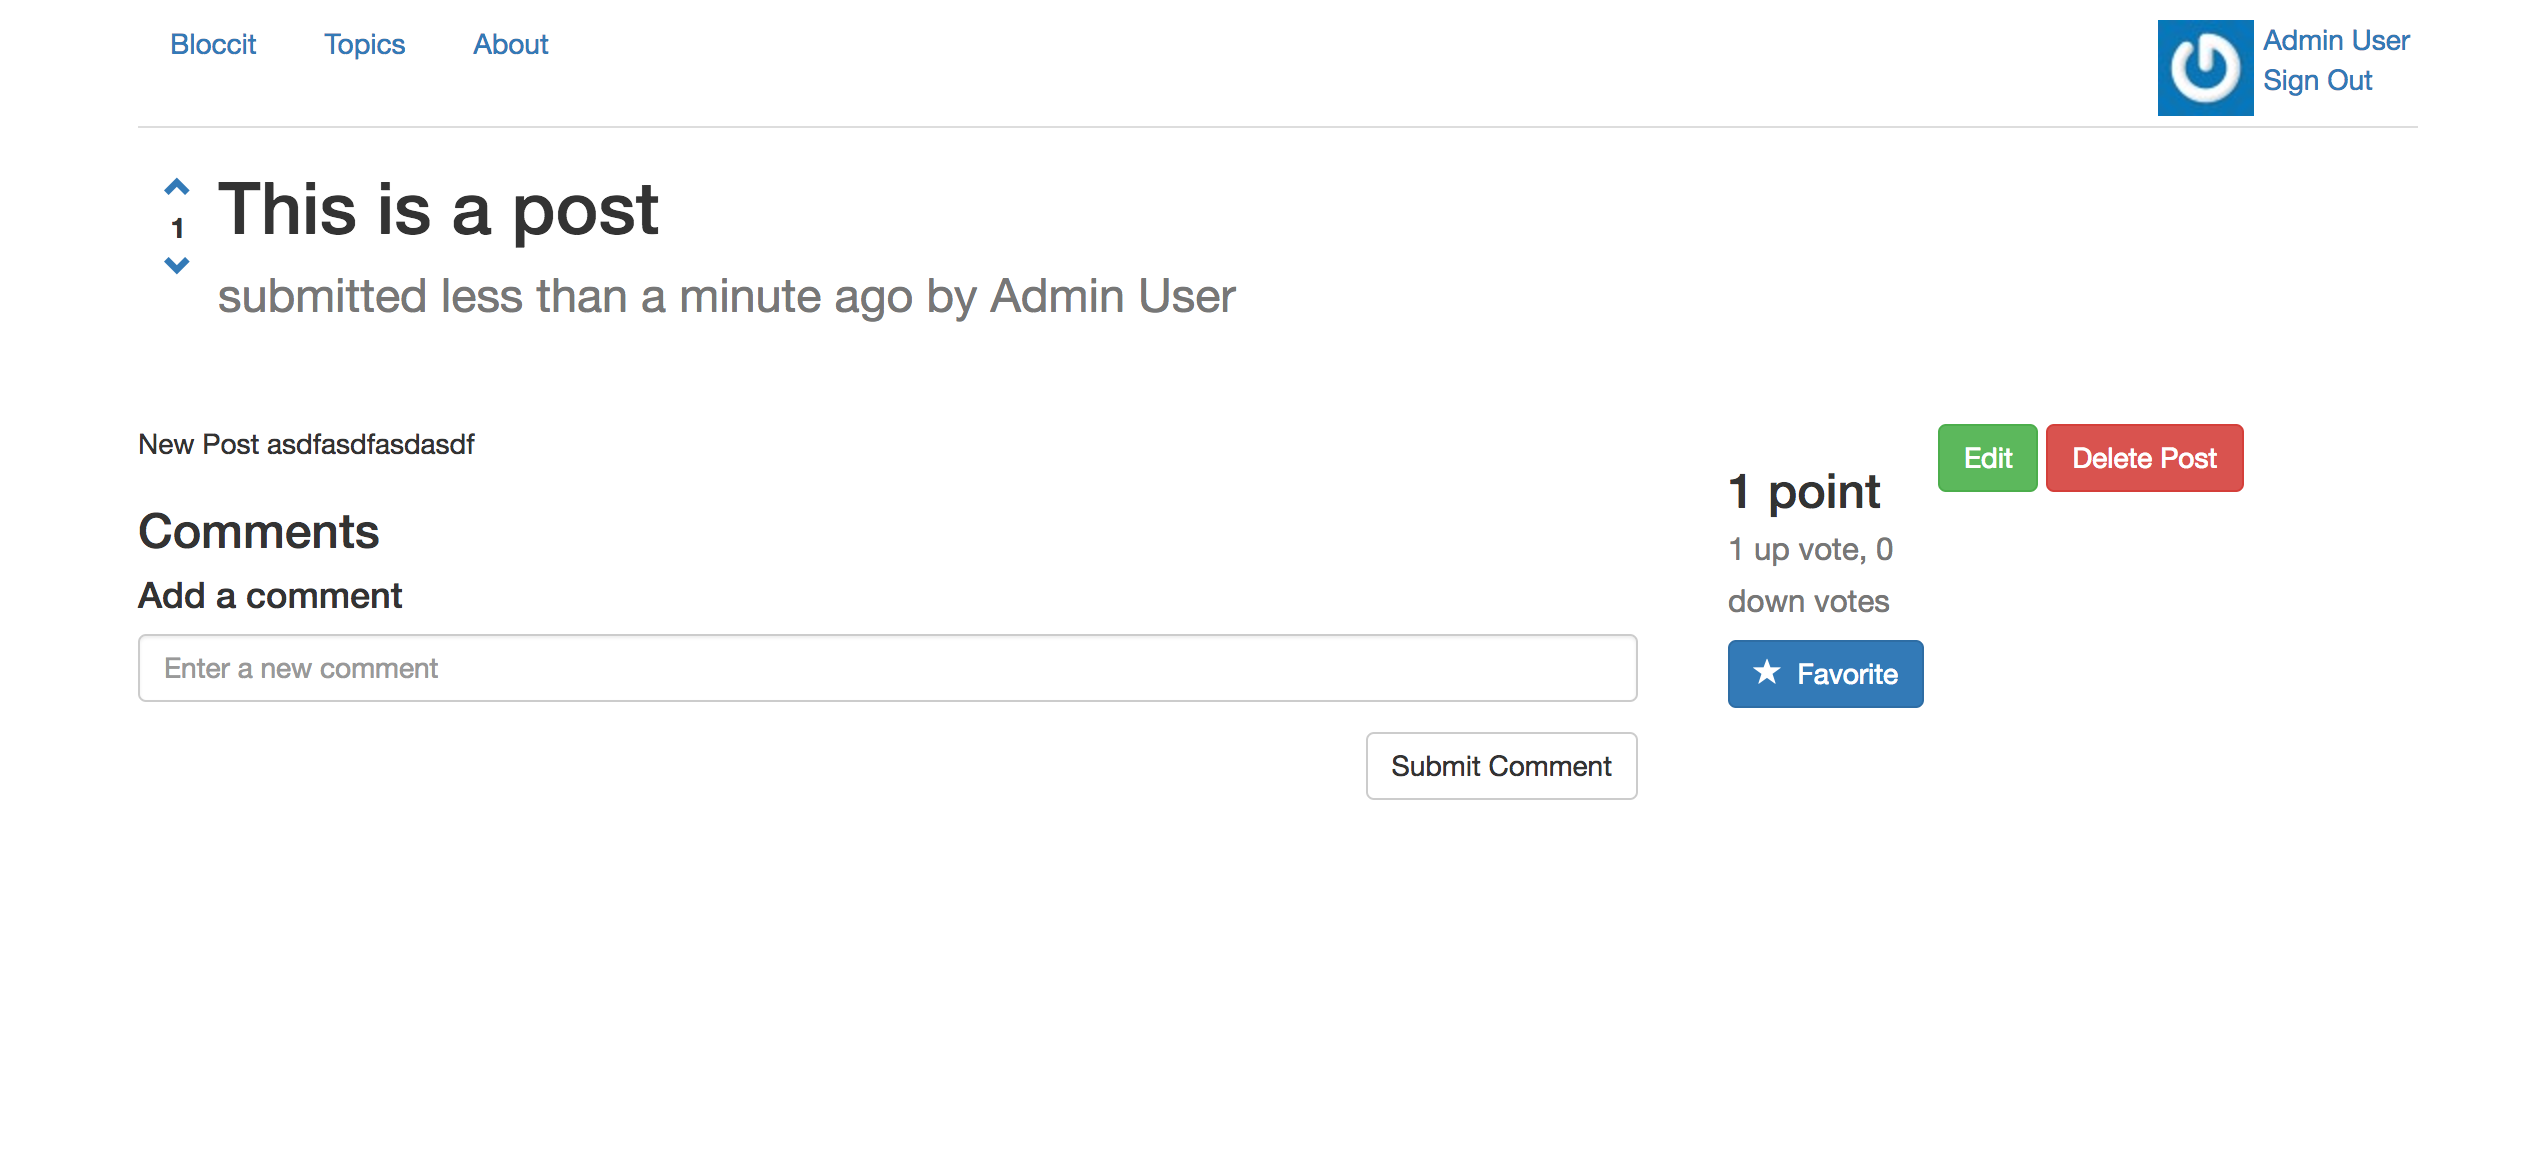 Bloccit Topics About
Admin User
Sign Out
1
This is a post
submitted less than a minute ago by Admin User
New Post asdfasdfasdasdf
Comments
Add a comment
Enter a new comment
Submit Comment
1 point
1 up vote, 0
down votes
Favorite
Edit Delete Post